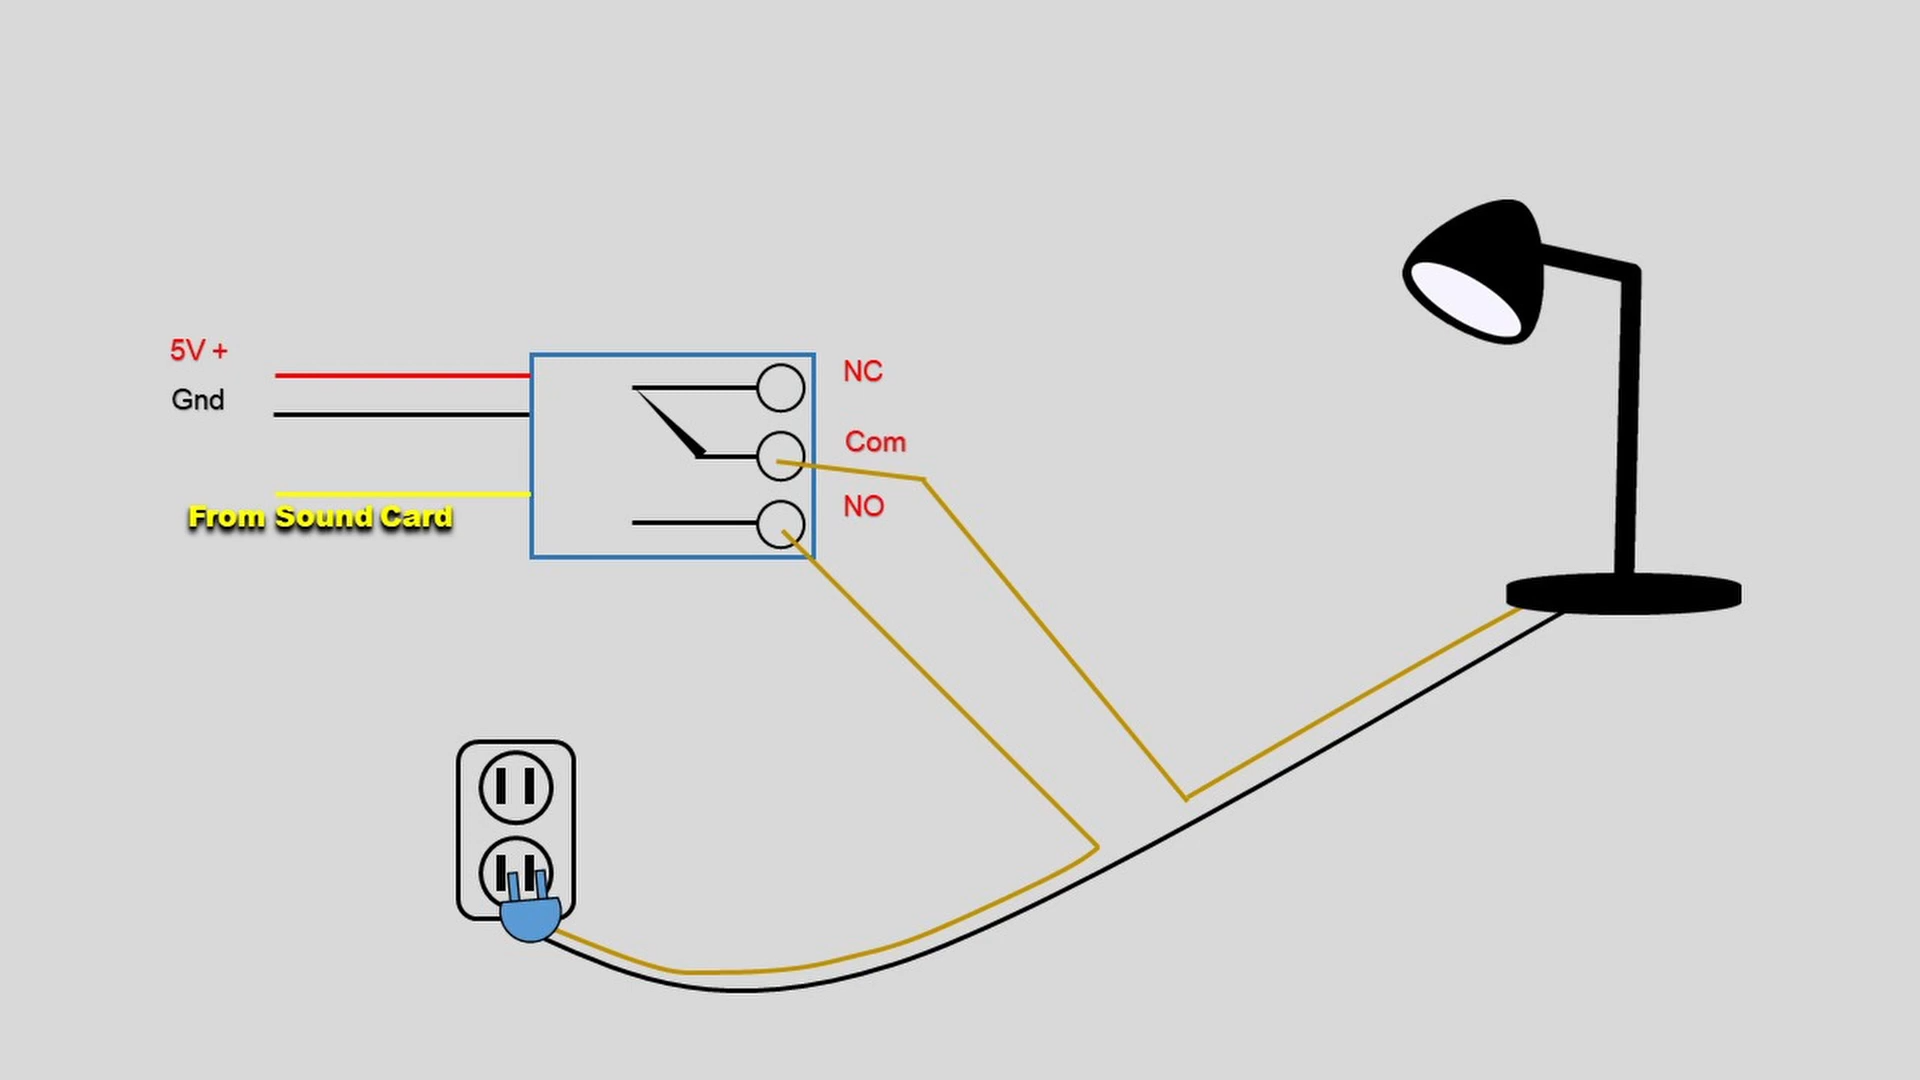 5V +
Gnd
From Sound Card
NC
Com
NO